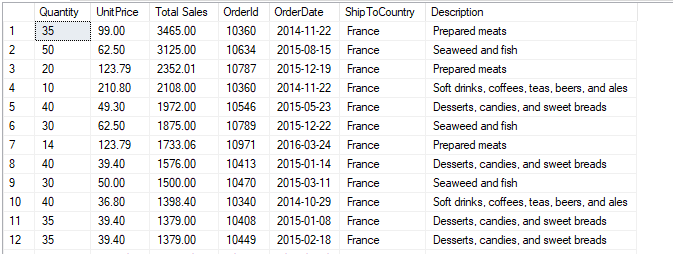 Quantity UnitPrice Total Sales OrderId OrderDate ShipToCountry Description
1 35 99.00 3465.00 10360 2014-11-22 France Prepared meats
2 50 62.50 3125.00 10634 2015-08-15 France Seaweed and fish
3 20 123.79 2352.01 10787 2015-12-19 France Prepared meats
4 10 210.80 2108.00 10360 2014-11-22 France Soft drinks, coffees, teas, beers, and ales
5 40 49.30 1972.00 10546 2015-05-23 France Desserts, candies, and sweet breads
6 30 62.50 1875.00 10789 2015-12-22 France Seaweed and fish
7 14 123.79 1733.06 10971 2016-03-24 France Prepared meats
8 40 39.40 1576.00 10413 2015-01-14 France Desserts, candies, and sweet breads
9 30 50.00 1500.00 10470 2015-03-11 France Seaweed and fish
10 40 36.80 1398.40 10340 2014-10-29 France Soft drinks, coffees, teas, beers, and ales
11 35 39.40 1379.00 10408 2015-01-08 France Desserts, candies, and sweet breads
12 35 39.40 1379.00 10449 2015-02-18 France Desserts, candies, and sweet breads